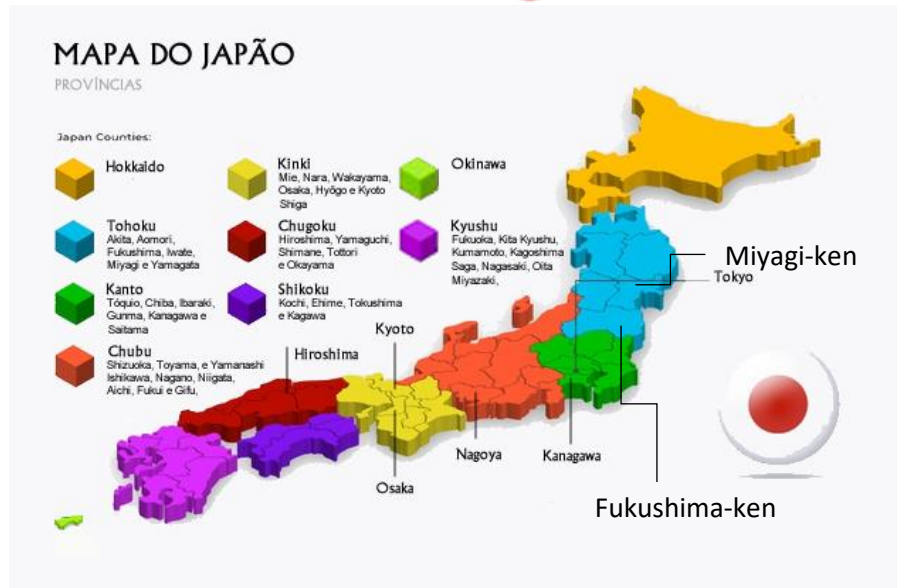 MAPA DO JAPÃO
PROVÍNCIAS
Japan Counties:
Hokkaido
Tohoku
Akita, Aomori,
Fukushima, Iwate,
Miyagi e Yamagata
Kanto
Tóquio, Chiba, Ibaraki,
Gunma, Kanagawa e
Saitama
Chubu
Shizuoka, Toyama, e Yamanashi
Ishikawa, Nagano, Niigata,
Aichi, Fukui e Gifu,
Kinki
Mie, Nara, Wakayama,
Osaka, Hyōgo e Kyoto
Shiga
Chugoku
Hiroshima, Yamaguchi,
Shimane, Tottori
e Okayama
Shikoku
Kochi, Ehime, Tokushima
e Kagawa
Okinawa
Kyushu
Fukuoka, Kita Kyushu,
Kumamoto, Kagoshima
Saga, Nagasaki, Oita
Miyazaki,
Miyagi-ken
Tokyo
Kyoto
Hiroshima
Nagoya
Kanagawa
Osaka
Fukushima-ken